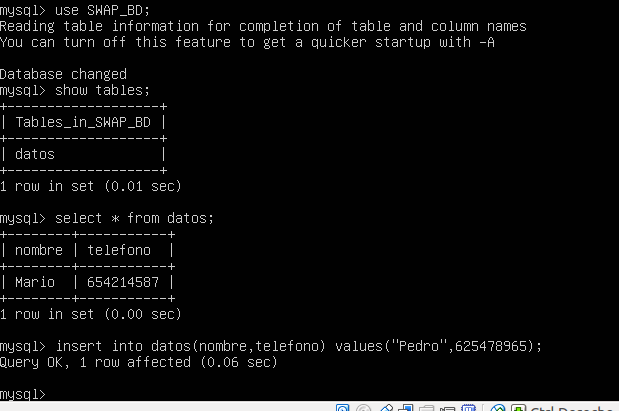 mysql> use SWAP_BD;
Reading table information for completion of table and column names
You can turn off this feature to get a quicker startup with -A
Database changed
mysql> show tables;
+-------------------+
| Tables_in_SWAP_BD |
+-------------------+
| datos             |
+-------------------+
1 row in set (0.01 sec)
mysql> select * from datos;
+--------+-----------+
| nombre | telefono  |
+--------+-----------+
| Mario  | 654214587 |
+--------+-----------+
1 row in set (0.00 sec)
mysql> insert into datos(nombre,telefono) values("Pedro",625478965);
Query OK, 1 row affected (0.06 sec)
mysql>
Ctrl Derecho